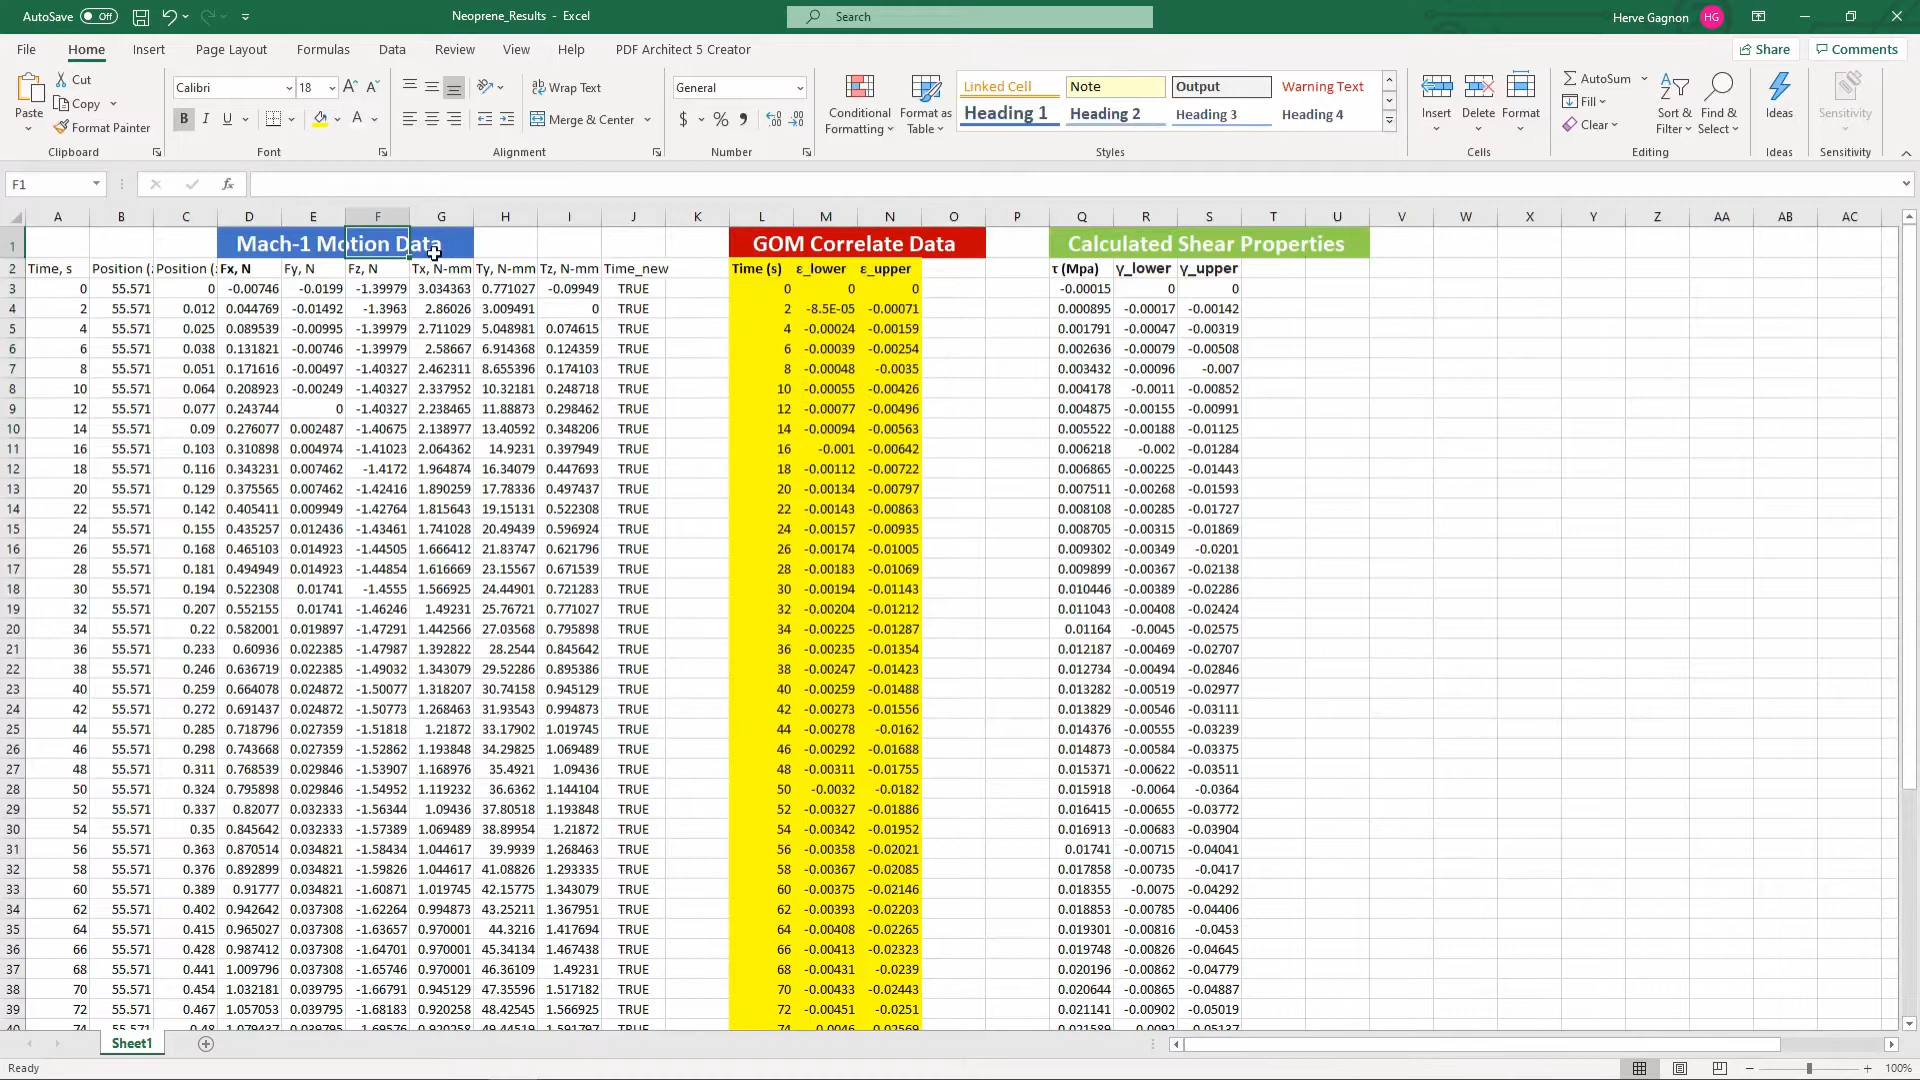 AutoSave Off Neoprene_Results - Excel Search Herve Gagnon HG
File Home Insert Page Layout Formulas Data Review View Help PDF Architect 5 Creator Share Comments
Paste Cut Copy Format Painter
Calibri 18 A A B I U A
Wrap Text Merge & Center
General $ % 9
Conditional Formatting Format as Table
Linked Cell Note Output Warning Text
Heading 1 Heading 2 Heading 3 Heading 4
Insert Delete Format
AutoSum Fill Clear Sort & Filter Find & Select Ideas Sensitivity
Clipboard Font Alignment Number Styles Cells Editing Ideas Sensitivity
F1 fx
A B C D E F G H I J K L M N O P Q R S T U V W X Y Z AA AB AC
1 Mach-1 Motion Data GOM Correlate Data Calculated Shear Properties
2 Time, s Position (z Position (: Fx, N Fy, N Fz, N Tx, N-mm Ty, N-mm Tz, N-mm Time_new Time (s) ε_lower ε_upper τ (Mpa) γ_lower γ_upper
3 0 55.571 0 -0.00746 -0.0199 -1.39979 3.034363 0.771027 -0.09949 TRUE 0 0 0 -0.00015 0 0
4 2 55.571 0.012 0.044769 -0.01492 -1.3963 2.86026 3.009491 0 TRUE 2 -8.5E-05 -0.00071 0.000895 -0.00017 -0.00142
5 4 55.571 0.025 0.089539 -0.00995 -1.39979 2.711029 5.048981 0.074615 TRUE 4 -0.00024 -0.00159 0.001791 -0.00047 -0.00319
6 6 55.571 0.038 0.131821 -0.00746 -1.39979 2.58667 6.914368 0.124359 TRUE 6 -0.00039 -0.00254 0.002636 -0.00079 -0.00508
7 8 55.571 0.051 0.171616 -0.00497 -1.40327 2.462311 8.655396 0.174103 TRUE 8 -0.00048 -0.0035 0.003432 -0.00096 -0.007
8 10 55.571 0.064 0.208923 -0.00249 -1.40327 2.337952 10.32181 0.248718 TRUE 10 -0.00055 -0.00426 0.004178 -0.0011 -0.00852
9 12 55.571 0.077 0.243744 0 -1.40327 2.238465 11.88873 0.298462 TRUE 12 -0.00077 -0.00496 0.004875 -0.00155 -0.00991
10 14 55.571 0.09 0.276077 0.002487 -1.40675 2.138977 13.40592 0.348206 TRUE 14 -0.00094 -0.00563 0.005522 -0.00188 -0.01125
11 16 55.571 0.103 0.310898 0.004974 -1.41023 2.064362 14.9231 0.397949 TRUE 16 -0.001 -0.00642 0.006218 -0.002 -0.01284
12 18 55.571 0.116 0.343231 0.007462 -1.4172 1.964874 16.34079 0.447693 TRUE 18 -0.00112 -0.00722 0.006865 -0.00225 -0.01443
13 20 55.571 0.129 0.375565 0.007462 -1.42416 1.890259 17.78336 0.497437 TRUE 20 -0.00134 -0.00797 0.007511 -0.00268 -0.01593
14 22 55.571 0.142 0.405411 0.009949 -1.42764 1.815643 19.15131 0.522308 TRUE 22 -0.00143 -0.00863 0.008108 -0.00285 -0.01727
15 24 55.571 0.155 0.435257 0.012436 -1.43461 1.741028 20.49439 0.596924 TRUE 24 -0.00157 -0.00935 0.008705 -0.00315 -0.01869
16 26 55.571 0.168 0.465103 0.014923 -1.44505 1.666412 21.83747 0.621796 TRUE 26 -0.00174 -0.01005 0.009302 -0.00349 -0.0201
17 28 55.571 0.181 0.494949 0.014923 -1.44854 1.616669 23.15567 0.671539 TRUE 28 -0.00183 -0.01069 0.009899 -0.00367 -0.02138
18 30 55.571 0.194 0.522308 0.01741 -1.4555 1.566925 24.44901 0.721283 TRUE 30 -0.00194 -0.01143 0.010446 -0.00389 -0.02286
19 32 55.571 0.207 0.552155 0.01741 -1.46246 1.49231 25.76721 0.771027 TRUE 32 -0.00204 -0.01212 0.011043 -0.00408 -0.02424
20 34 55.571 0.22 0.582001 0.019897 -1.47291 1.442566 27.03568 0.795898 TRUE 34 -0.00225 -0.01287 0.01164 -0.0045 -0.02575
21 36 55.571 0.233 0.60936 0.022385 -1.47987 1.392822 28.2544 0.845642 TRUE 36 -0.00235 -0.01354 0.012187 -0.00469 -0.02707
22 38 55.571 0.246 0.636719 0.022385 -1.49032 1.343079 29.52286 0.895386 TRUE 38 -0.00247 -0.01423 0.012734 -0.00494 -0.02846
23 40 55.571 0.259 0.664078 0.024872 -1.50077 1.318207 30.74158 0.945129 TRUE 40 -0.00259 -0.01488 0.013282 -0.00519 -0.02977
24 42 55.571 0.272 0.691437 0.024872 -1.50773 1.268463 31.93543 0.994873 TRUE 42 -0.00273 -0.01556 0.013829 -0.00546 -0.03111
25 44 55.571 0.285 0.718796 0.027359 -1.51818 1.21872 33.17902 1.019745 TRUE 44 -0.00278 -0.0162 0.014376 -0.00555 -0.03239
26 46 55.571 0.298 0.743668 0.027359 -1.52862 1.193848 34.29825 1.069489 TRUE 46 -0.00292 -0.01688 0.014873 -0.00584 -0.03375
27 48 55.571 0.311 0.768539 0.029846 -1.53907 1.168976 35.4921 1.09436 TRUE 48 -0.00311 -0.01755 0.015371 -0.00622 -0.03511
28 50 55.571 0.324 0.795898 0.029846 -1.54952 1.119232 36.6362 1.144104 TRUE 50 -0.0032 -0.0182 0.015918 -0.0064 -0.0364
29 52 55.571 0.337 0.82077 0.032333 -1.56344 1.09436 37.80518 1.193848 TRUE 52 -0.00327 -0.01886 0.016415 -0.00655 -0.03772
30 54 55.571 0.35 0.845642 0.032333 -1.57389 1.069489 38.89954 1.21872 TRUE 54 -0.00342 -0.01952 0.016913 -0.00683 -0.03904
31 56 55.571 0.363 0.870514 0.034821 -1.58434 1.044617 39.9939 1.268463 TRUE 56 -0.00358 -0.02021 0.01741 -0.00715 -0.04041
32 58 55.571 0.376 0.892899 0.034821 -1.59826 1.044617 41.08826 1.293335 TRUE 58 -0.00367 -0.02085 0.017858 -0.00735 -0.0417
33 60 55.571 0.389 0.91777 0.034821 -1.60871 1.019745 42.15775 1.343079 TRUE 60 -0.00375 -0.02146 0.018355 -0.0075 -0.04292
34 62 55.571 0.402 0.942642 0.037308 -1.62264 0.994873 43.25211 1.367951 TRUE 62 -0.00393 -0.02203 0.018853 -0.00785 -0.04406
35 64 55.571 0.415 0.965027 0.037308 -1.63657 0.970001 44.3216 1.417694 TRUE 64 -0.00408 -0.02265 0.019301 -0.00816 -0.0453
36 66 55.571 0.428 0.987412 0.037308 -1.64701 0.970001 45.34134 1.467438 TRUE 66 -0.00413 -0.02323 0.019748 -0.00826 -0.04645
37 68 55.571 0.441 1.009796 0.037308 -1.65746 0.970001 46.36109 1.49231 TRUE 68 -0.00431 -0.0239 0.020196 -0.00862 -0.04779
38 70 55.571 0.454 1.032181 0.039795 -1.66791 0.945129 47.35596 1.517182 TRUE 70 -0.00433 -0.02443 0.020644 -0.00865 -0.04887
39 72 55.571 0.467 1.057053 0.039795 -1.68183 0.920258 48.42545 1.566925 TRUE 72 -0.00451 -0.0251 0.021141 -0.00902 -0.05019
Sheet1
Ready 100%